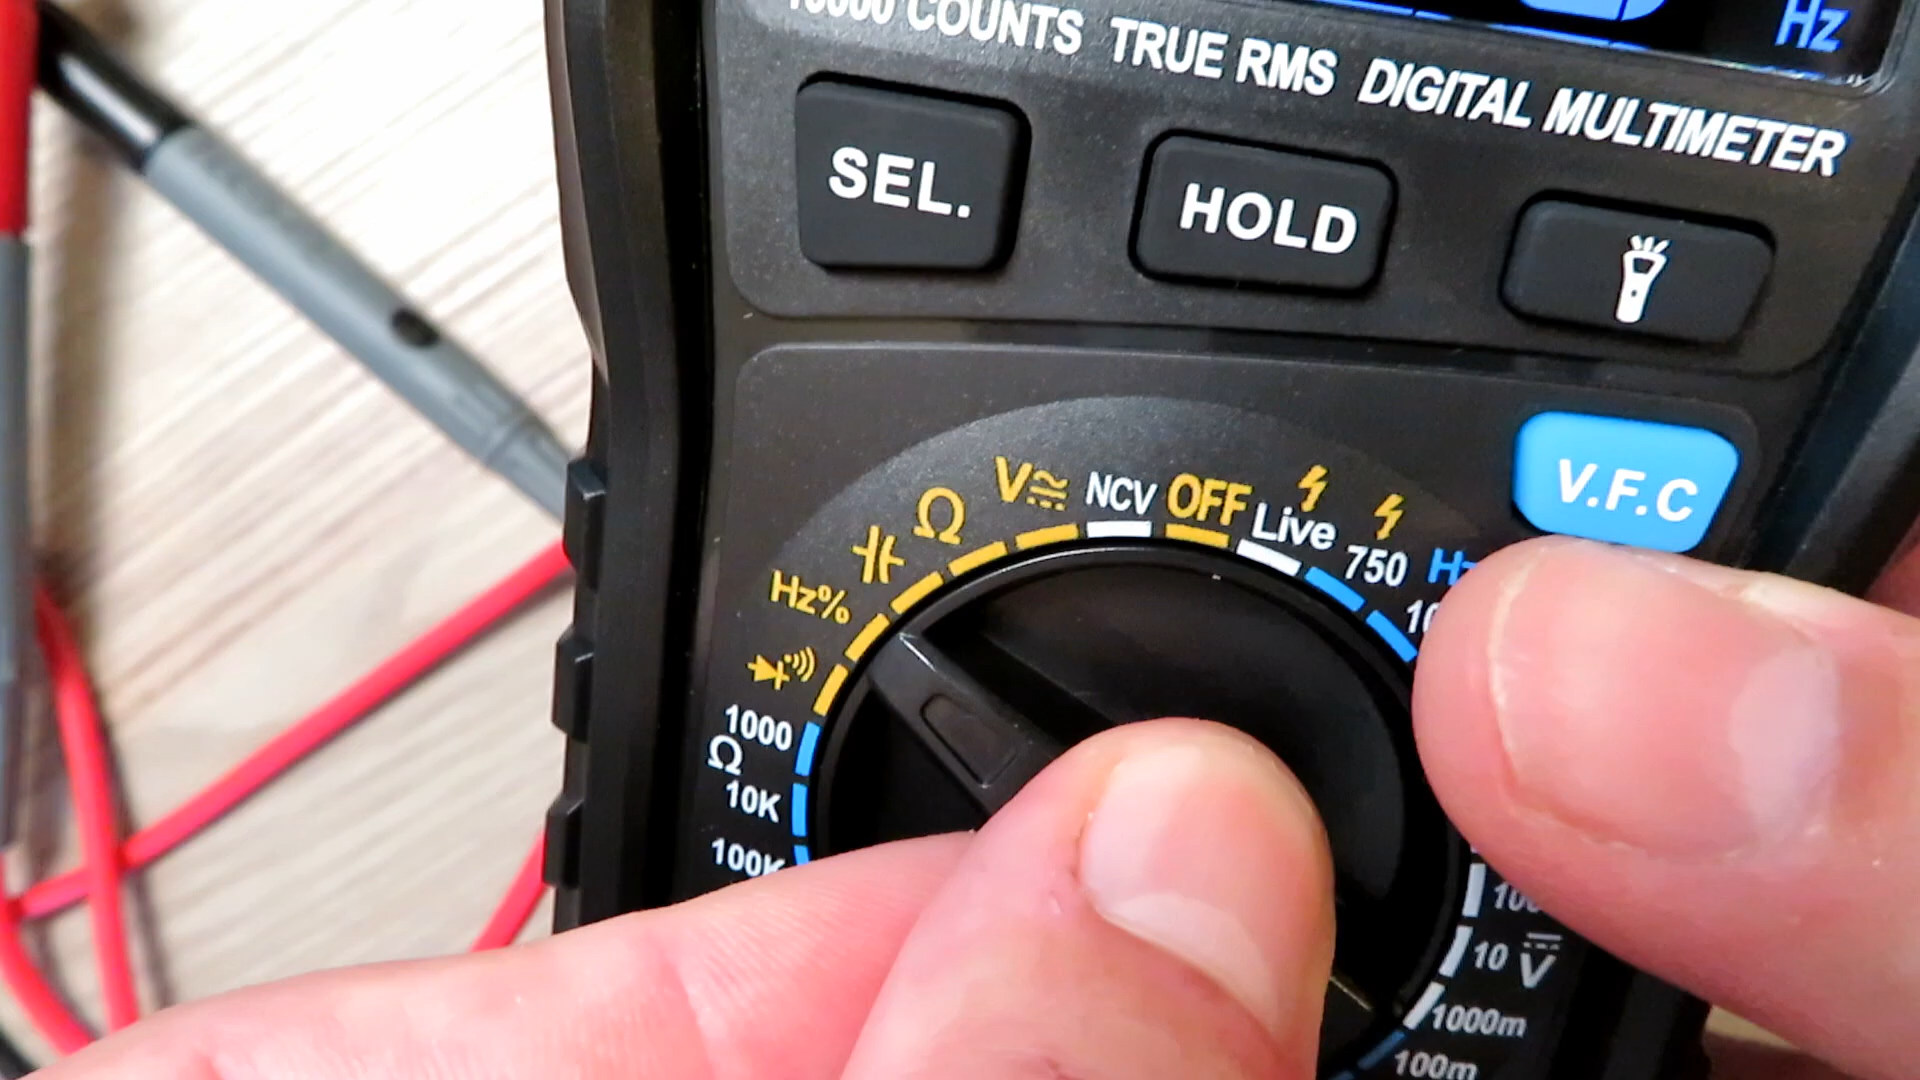 Hz
COUNTS TRUE RMS DIGITAL MULTIMETER
SEL.
HOLD
V.F.C
V
NCV
OFF
Live
750
Ω
Hz%
1000
Ω
10K
100K
10 V
1000m
100m